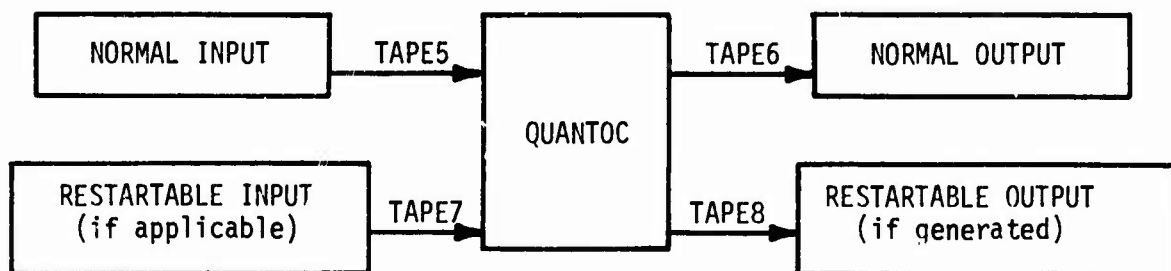 NORMAL INPUT
TAPE5
QUANTOC
TAPE6
NORMAL OUTPUT
RESTARTABLE INPUT
(if applicable)
TAPE7
TAPE8
RESTARTABLE OUTPUT
(if generated)